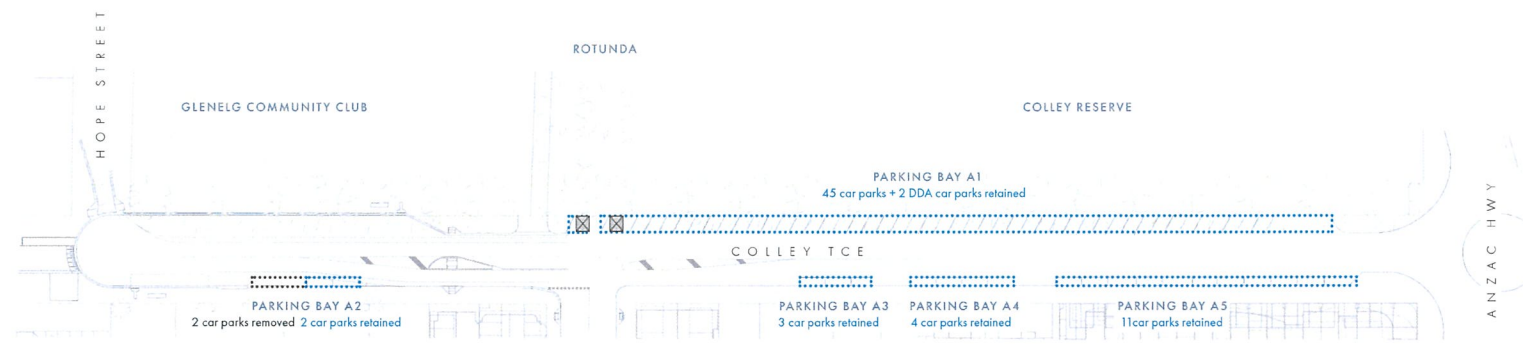 HOPE STREET
ROTUNDA
GLENELG COMMUNITY CLUB
COLLEY RESERVE
PARKING BAY A1
45 car parks + 2 DDA car parks retained
COLLEY TCE
ANZAC HWY
PARKING BAY A2
2 car parks removed 2 car parks retained
PARKING BAY A3
3 car parks retained
PARKING BAY A4
4 car parks retained
PARKING BAY A5
11car parks retained